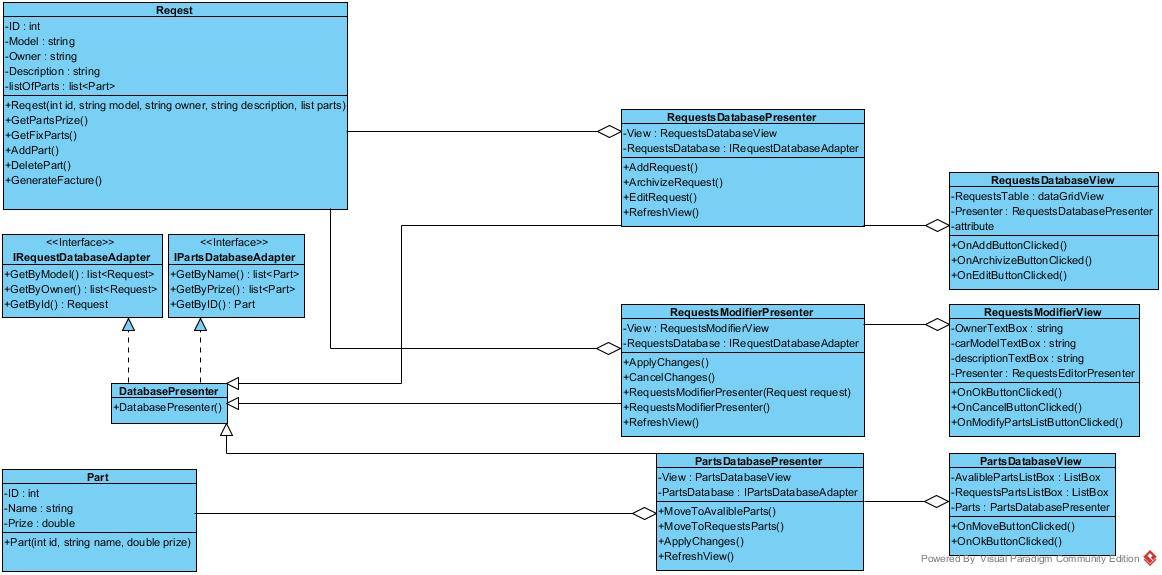 Reqest
-ID : int
-Model : string
-Owner : string
-Description : string
-listOfParts : list<Part>
+Reqest(int id, string model, string owner, string description, list parts)
+GetPartsPrize()
+GetFixParts()
+AddPart()
+DeletePart()
+GenerateFacture()
RequestsDatabasePresenter
-View : RequestsDatabaseView
-RequestsDatabase : IRequestDatabaseAdapter
+AddRequest()
+ArchivizeRequest()
+EditRequest()
+RefreshView()
RequestsDatabaseView
-RequestsTable : dataGridView
-Presenter : RequestsDatabasePresenter
-attribute
+OnAddButtonClicked()
+OnArchivizeButtonClicked()
+OnEditButtonClicked()
<<Interface>>
IRequestDatabaseAdapter
+GetByModel() : list<Request>
+GetByOwner() : list<Request>
+GetById() : Request
<<Interface>>
IPartsDatabaseAdapter
+GetByName() : list<Part>
+GetByPrize() : list<Part>
+GetByID() : Part
RequestsModifierPresenter
-View : RequestsModifierView
-RequestsDatabase : IRequestDatabaseAdapter
+ApplyChanges()
+CancelChanges()
+RequestsModifierPresenter(Request request)
+RequestsModifierPresenter()
+RefreshView()
RequestsModifierView
-OwnerTextBox : string
-carModelTextBox : string
-descriptionTextBox : string
-Presenter : RequestsEditorPresenter
+OnOkButtonClicked()
+OnCancelButtonClicked()
+OnModifyPartsListButtonClicked()
DatabasePresenter
+DatabasePresenter()
Part
-ID : int
-Name : string
-Prize : double
+Part(int id, string name, double prize)
PartsDatabasePresenter
-View : PartsDatabaseView
-PartsDatabase : IPartsDatabaseAdapter
+MoveToAvalibleParts()
+MoveToRequestsParts()
+ApplyChanges()
+RefreshView()
PartsDatabaseView
-AvaliblePartsListBox : ListBox
-RequestsPartsListBox : ListBox
-Parts : PartsDatabasePresenter
+OnMoveButtonClicked()
+OnOkButtonClicked()
Powered By Visual Paradigm Community Edition